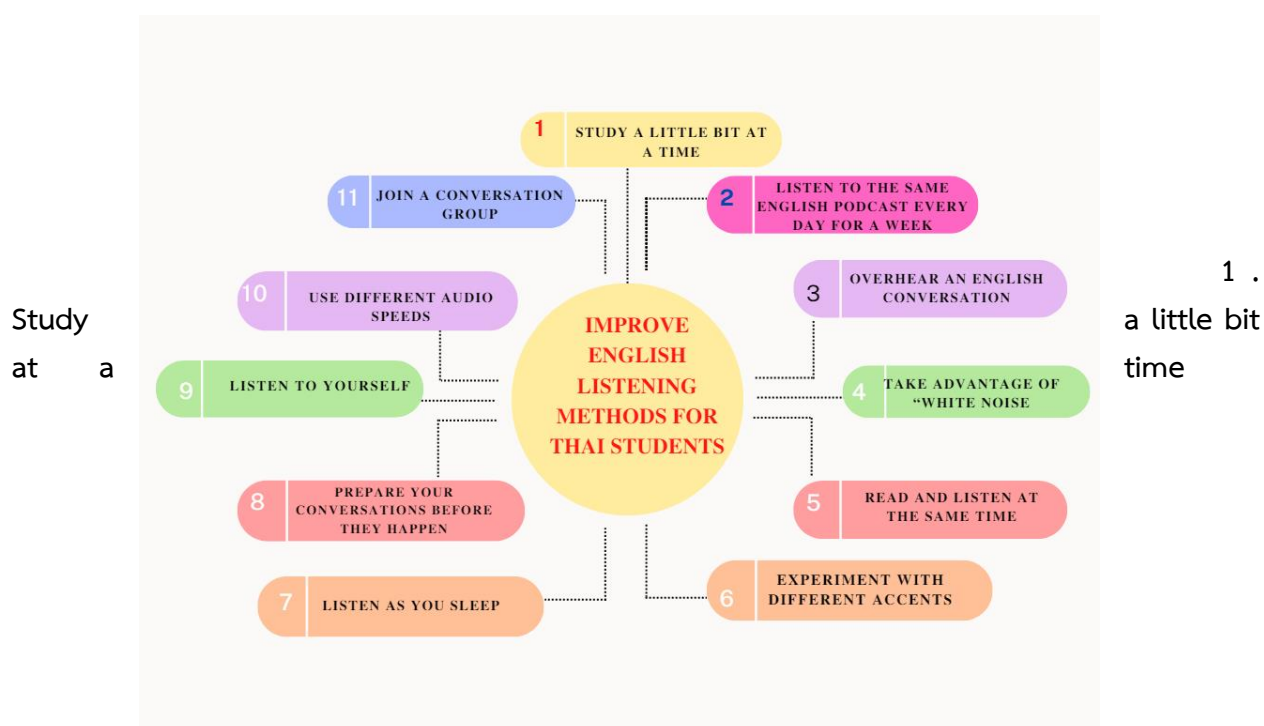 1
STUDY A LITTLE BIT AT
A TIME
11
JOIN A CONVERSATION
GROUP
2
LISTEN TO THE SAME
ENGLISH PODCAST EVERY
DAY FOR A WEEK
10
USE DIFFERENT AUDIO
SPEEDS
3
OVERHEAR AN ENGLISH
CONVERSATION
IMPROVE
ENGLISH
LISTENING
METHODS FOR
THAI STUDENTS
9
LISTEN TO YOURSELF
4
TAKE ADVANTAGE OF
“WHITE NOISE
8
PREPARE YOUR
CONVERSATIONS BEFORE
THEY HAPPEN
5
READ AND LISTEN AT
THE SAME TIME
7
LISTEN AS YOU SLEEP
6
EXPERIMENT WITH
DIFFERENT ACCENTS
1 .
Study a little bit
at a time